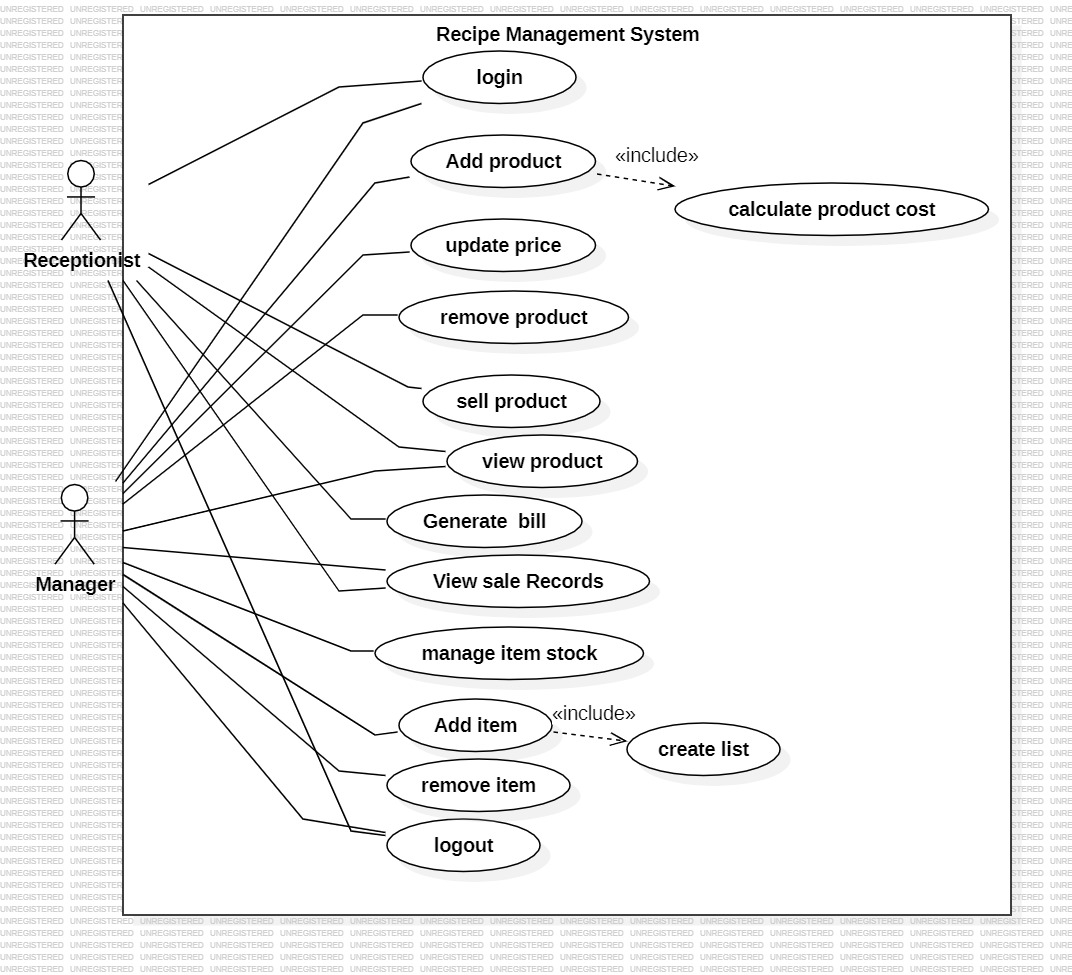 Recipe Management System
login
Add product
«include»
calculate product cost
update price
Receptionist
remove product
sell product
view product
Generate  bill
View sale Records
Manager
manage item stock
Add item
«include»
create list
remove item
logout
UNREGISTERED